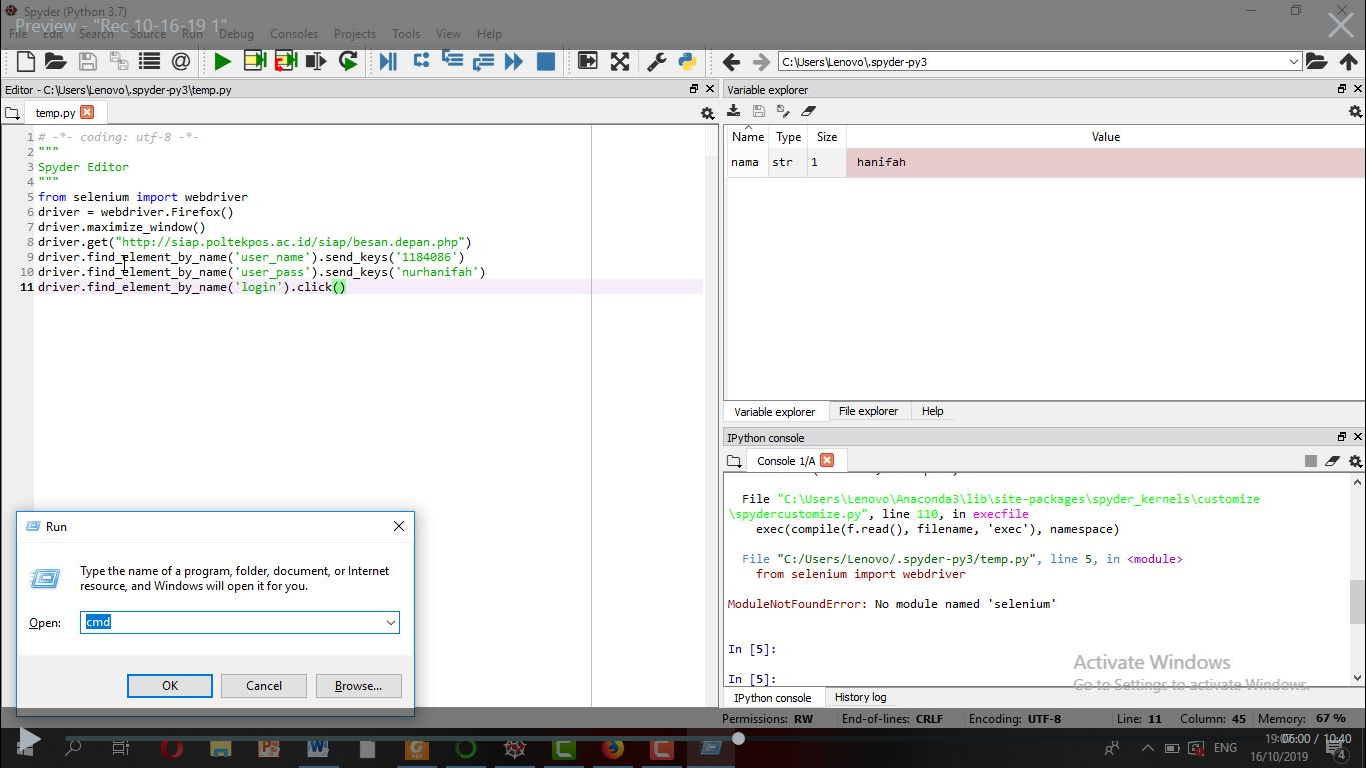 Spyder (Python 3.7)
Preview - "Rec 10-16-19 1"
File Edit Search Source Run Debug Consoles Projects Tools View Help
C:\Users\Lenovo\.spyder-py3
Editor - C:\Users\Lenovo\.spyder-py3\temp.py
temp.py
1 # -*- coding: utf-8 -*-
2 """
3 Spyder Editor
4 """
5 from selenium import webdriver
6 driver = webdriver.Firefox()
7 driver.maximize_window()
8 driver.get("http://siap.poltekpos.ac.id/siap/besan.depan.php")
9 driver.find_element_by_name('user_name').send_keys('1184086')
10 driver.find_element_by_name('user_pass').send_keys('nurhanifah')
11 driver.find_element_by_name('login').click()
Variable explorer
Name Type Size Value
nama str 1 hanifah
Variable explorer File explorer Help
IPython console
Console 1/A
File "C:\Users\Lenovo\Anaconda3\lib\site-packages\spyder_kernels\customize
\spydercustomize.py", line 110, in execfile
exec(compile(f.read(), filename, 'exec'), namespace)
File "C:/Users/Lenovo/.spyder-py3/temp.py", line 5, in <module>
from selenium import webdriver
ModuleNotFoundError: No module named 'selenium'
In [5]:
In [5]:
Activate Windows
Go to Settings to activate Windows.
IPython console History log
Permissions: RW End-of-lines: CRLF Encoding: UTF-8 Line: 11 Column: 45 Memory: 67 %
Run
Type the name of a program, folder, document, or Internet
resource, and Windows will open it for you.
Open: cmd
OK Cancel Browse...
06:00 / 10:40
ENG
16/10/2019
4